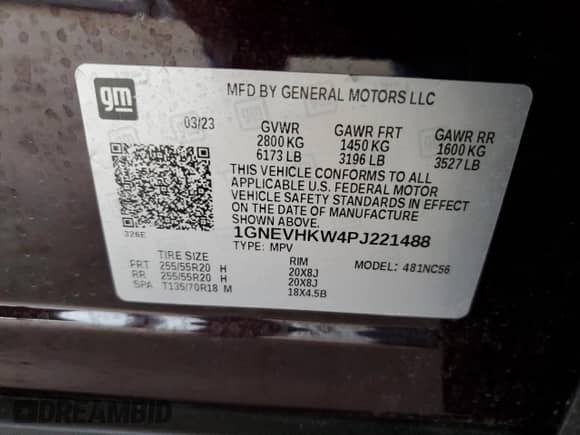 gm
MFD BY GENERAL MOTORS LLC
03/23 GVWR GAWR FRT GAWR RR
2800 KG 1450 KG 1600 KG
6173 LB 3196 LB 3527 LB
THIS VEHICLE CONFORMS TO ALL
APPLICABLE U.S. FEDERAL MOTOR
VEHICLE SAFETY STANDARDS IN
EFFECT ON THE DATE OF MANUFACTURE
SHOWN ABOVE.
326E 1GNEVHKW4PJ221488
TYPE: MPV
TIRE SIZE RIM MODEL: 481NC56
FRT 255/55R20 H 20X8J
RR 255/55R20 H 20X8J
SPA T135/70R18 M 18X4.5B
DREAMBID